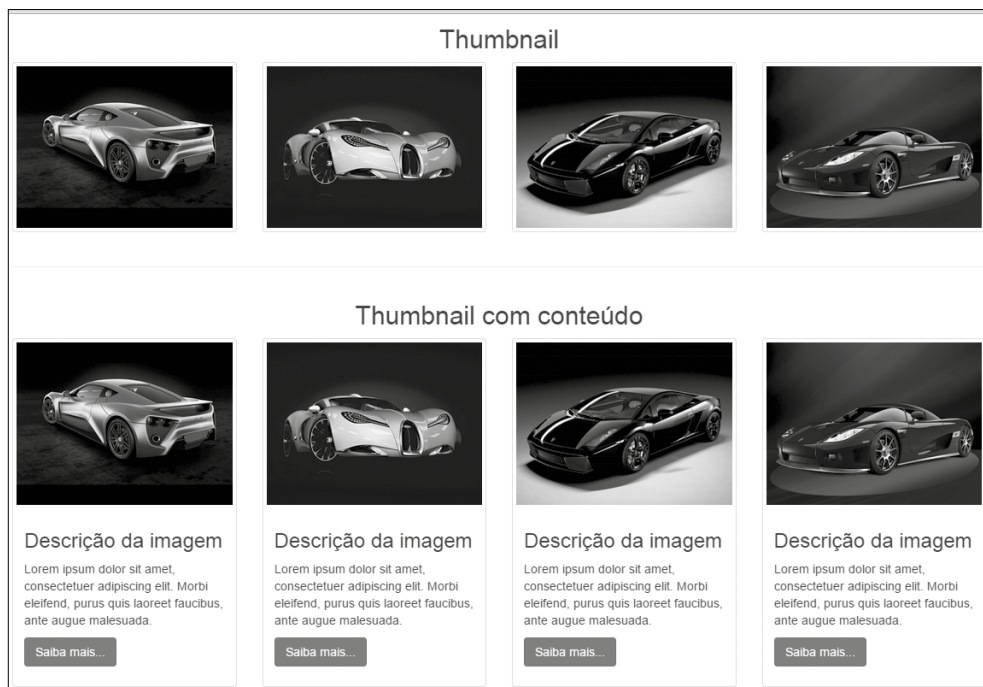 Thumbnail
Thumbnail com conteúdo
Descrição da imagem
Lorem ipsum dolor sit amet,
consectetuer adipiscing elit. Morbi
eleifend, purus quis laoreet faucibus,
ante augue malesuada.
Saiba mais...
Descrição da imagem
Lorem ipsum dolor sit amet,
consectetuer adipiscing elit. Morbi
eleifend, purus quis laoreet faucibus,
ante augue malesuada.
Saiba mais...
Descrição da imagem
Lorem ipsum dolor sit amet,
consectetuer adipiscing elit. Morbi
eleifend, purus quis laoreet faucibus,
ante augue malesuada.
Saiba mais...
Descrição da imagem
Lorem ipsum dolor sit amet,
consectetuer adipiscing elit. Morbi
eleifend, purus quis laoreet faucibus,
ante augue malesuada.
Saiba mais...